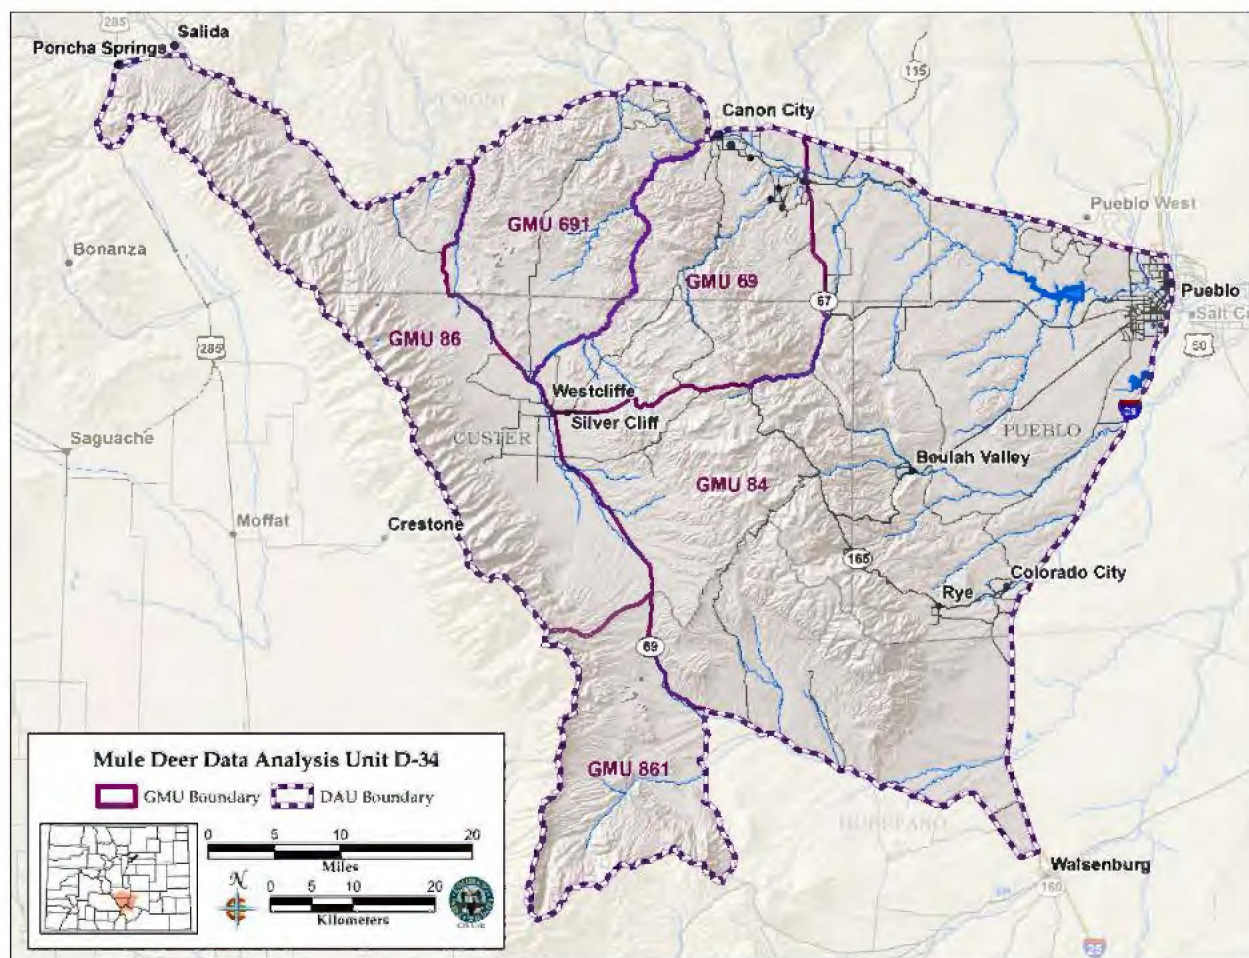 285
Salida
Poncha Springs
115
Canon City
Pueblo West
GMU 691
Bonanza
GMU 69
Pueblo
67
Salt C
285
GMU 86
50
Westcliffe
Silver Cliff
CUSTER
PUEBLO
Saguache
Beulah Valley
GMU 84
Moffat
Crestone
165
Colorado City
Rye
69
Mule Deer Data Analysis Unit D-34
GMU Boundary
DAU Boundary
GMU 861
HUERFANO
Walsenburg
160
25
0 5 10 20
Miles
N
0 5 10 20
Kilometers